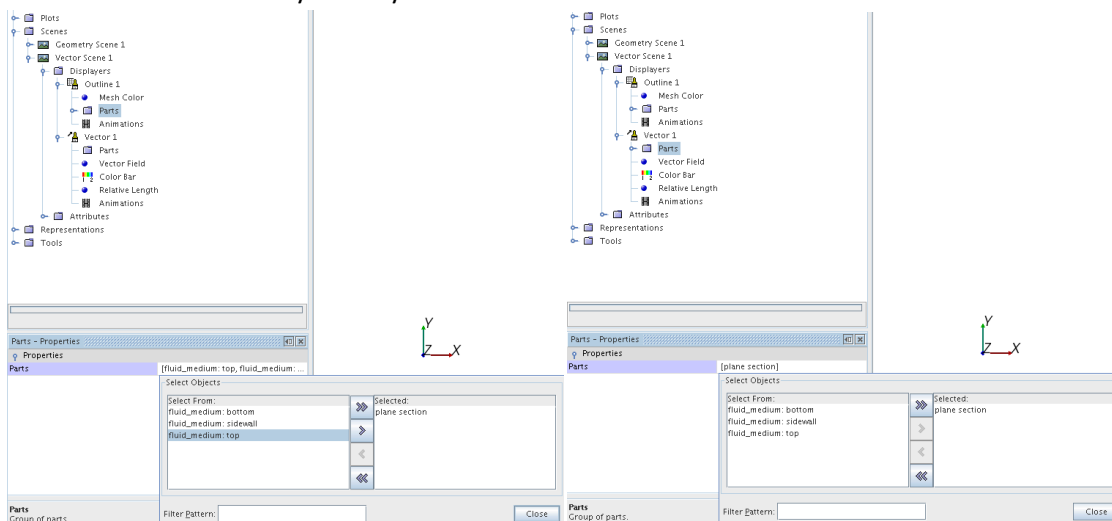 Plots
Scenes
Geometry Scene 1
Vector Scene 1
Displayers
Outline 1
Mesh Color
Parts
Animations
Vector 1
Parts
Vector Field
Color Bar
Relative Length
Animations
Attributes
Representations
Tools
Y
Z X
Parts - Properties
Properties
Parts [fluid_medium: top, fluid_medium: ...
Select Objects
Select From: Selected:
fluid_medium: bottom plane section
fluid_medium: sidewall
fluid_medium: top
Parts
Group of parts.
Filter Pattern: Close
Plots
Scenes
Geometry Scene 1
Vector Scene 1
Displayers
Outline 1
Mesh Color
Parts
Animations
Vector 1
Parts
Vector Field
Color Bar
Relative Length
Animations
Attributes
Representations
Tools
Y
Z X
Parts - Properties
Properties
Parts [plane section]
Select Objects
Select From: Selected:
fluid_medium: bottom plane section
fluid_medium: sidewall
fluid_medium: top
Parts
Group of parts.
Filter Pattern: Close